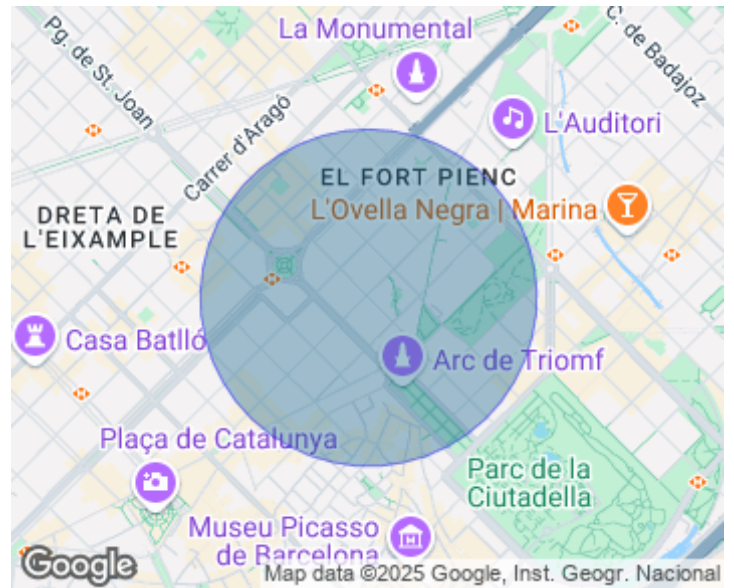 La Monumental
Pg. de St. Joan
C. de Badajoz
Carrer d'Aragó
L'Auditori
EL FORT PIENC
L'Ovella Negra | Marina
DRETA DE
L'EIXAMPLE
Casa Batlló
Arc de Triomf
Plaça de Catalunya
Parc de la
Ciutadella
Museu Picasso
de Barcelona
Google
Map data ©2025 Google, Inst. Geogr. Nacional